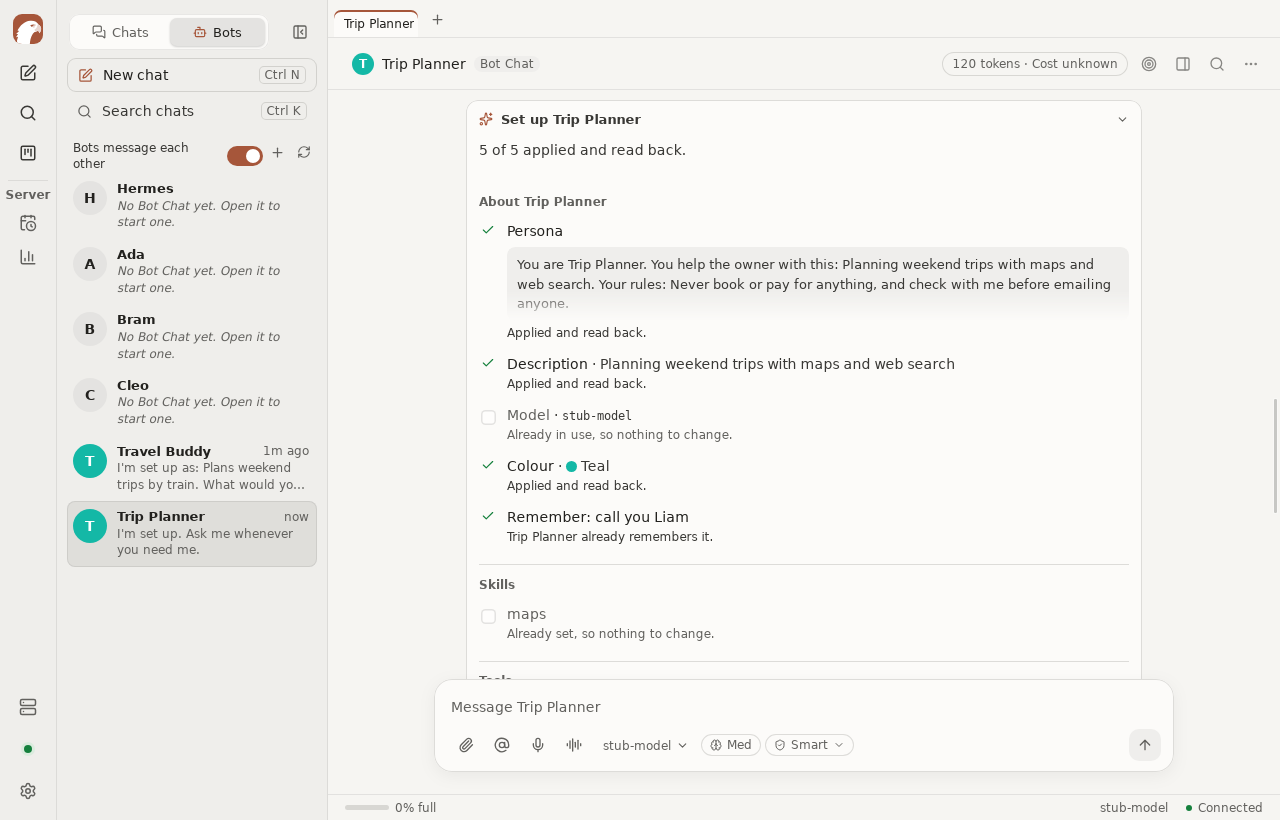 Chats
Bots
New chat
Ctrl N
Search chats
Ctrl K
Bots message each
other
Server
H
Hermes
No Bot Chat yet. Open it to
start one.
A
Ada
No Bot Chat yet. Open it to
start one.
B
Bram
No Bot Chat yet. Open it to
start one.
C
Cleo
No Bot Chat yet. Open it to
start one.
T
Travel Buddy
1m ago
I'm set up as: Plans weekend
trips by train. What would yo…
T
Trip Planner
now
I'm set up. Ask me whenever
you need me.
Trip Planner
T
Trip Planner
Bot Chat
120 tokens · Cost unknown
Set up Trip Planner
5 of 5 applied and read back.
About Trip Planner
Persona
You are Trip Planner. You help the owner with this: Planning weekend trips with maps and
web search. Your rules: Never book or pay for anything, and check with me before emailing
anyone.
Applied and read back.
Description · Planning weekend trips with maps and web search
Applied and read back.
Model · stub-model
Already in use, so nothing to change.
Colour · Teal
Applied and read back.
Remember: call you Liam
Trip Planner already remembers it.
Skills
maps
Already set, so nothing to change.
Tools
Message Trip Planner
stub-model
Med
Smart
0% full
stub-model
Connected